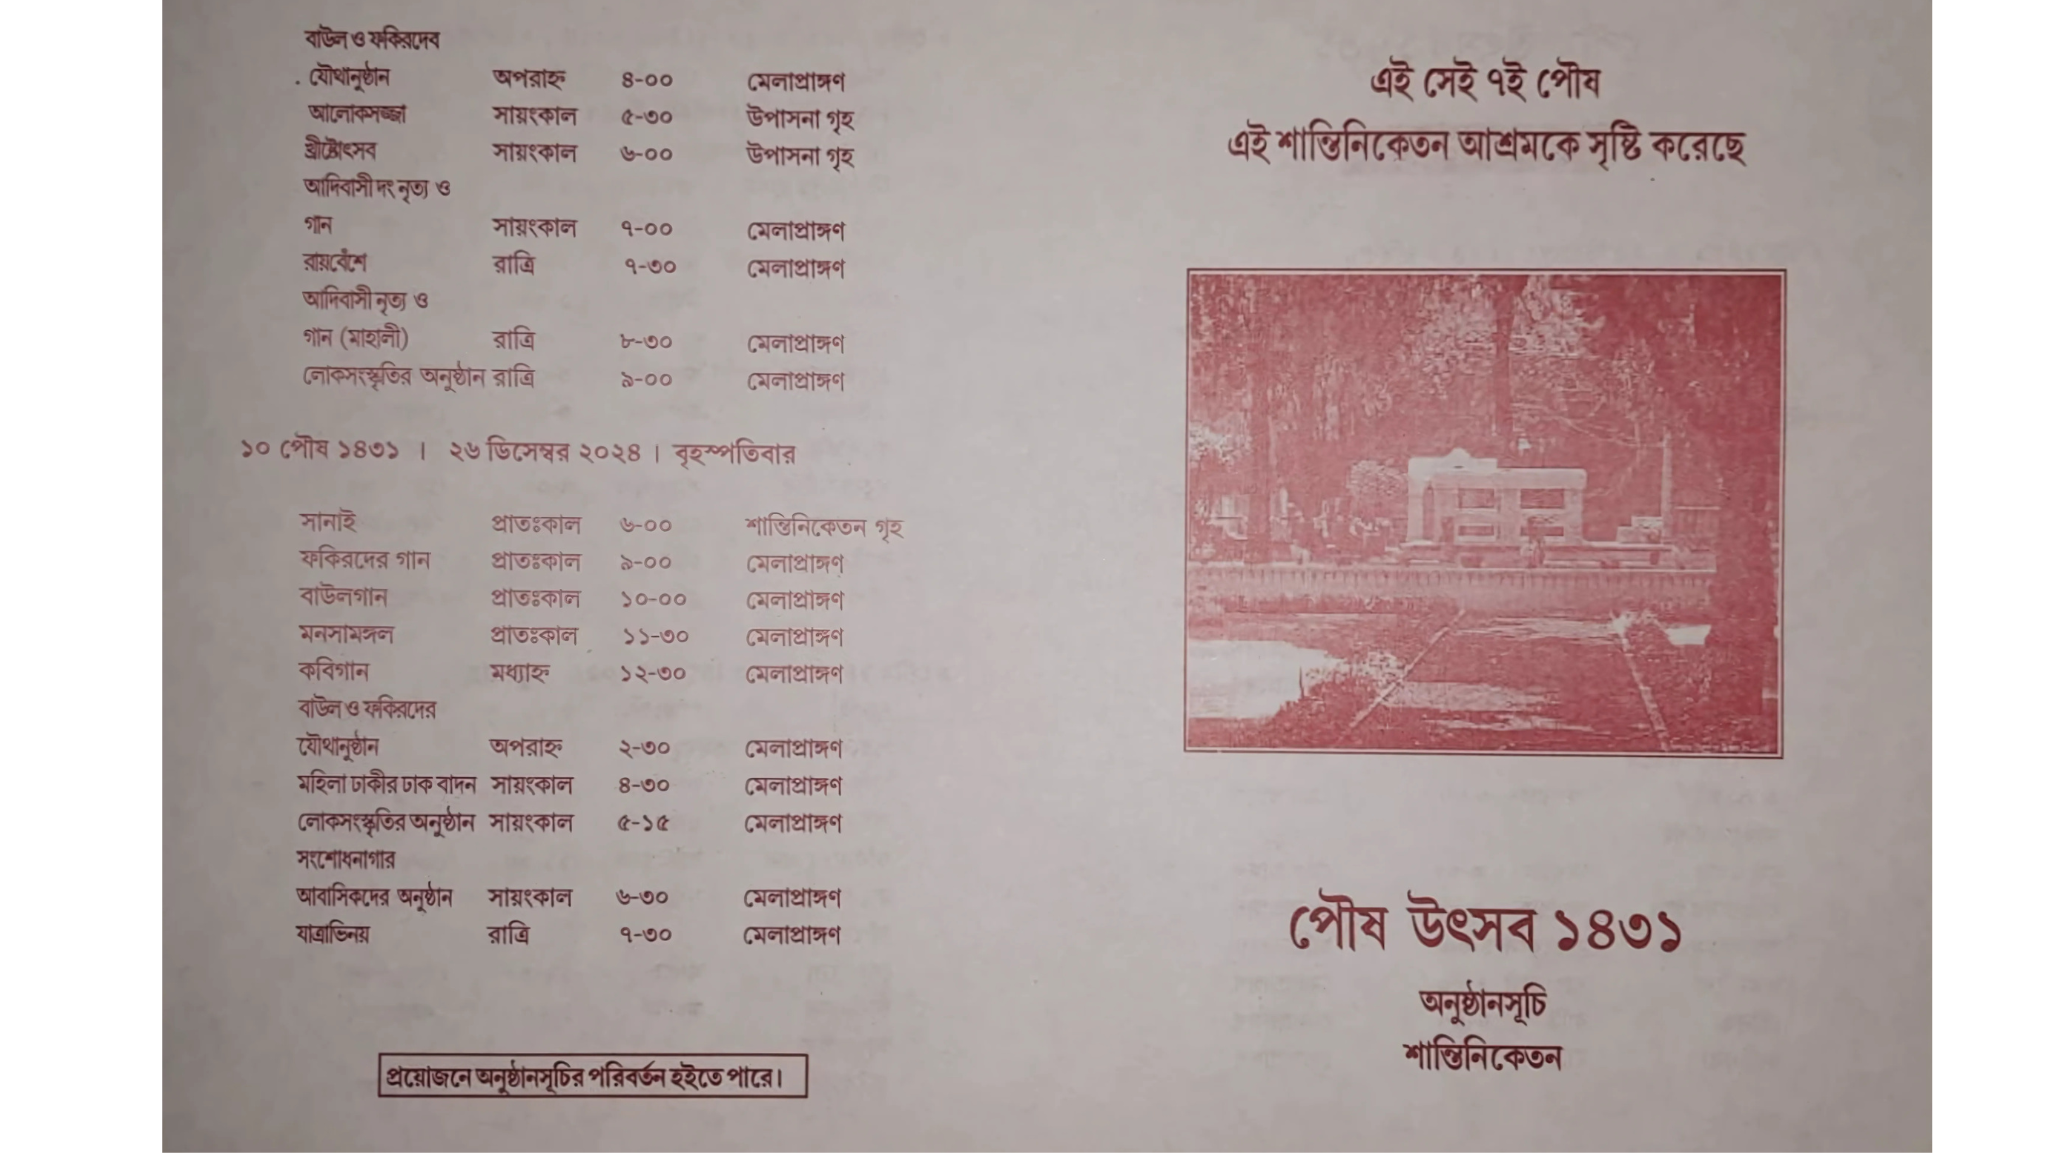 বাউল ও ফকিরদের
যৌথানুষ্ঠান অপরাহ্ন ৪-০০ মেলাপ্রাঙ্গণ
আলোকসজ্জা সায়ংকাল ৫-৩০ উপাসনা গৃহ
খ্রীষ্টোৎসব সায়ংকাল ৬-০০ উপাসনা গৃহ
আদিবাসী দং নৃত্য ও
গান সায়ংকাল ৭-০০ মেলাপ্রাঙ্গণ
রায়বেঁশে রাত্রি ৭-৩০ মেলাপ্রাঙ্গণ
আদিবাসী নৃত্য ও
গান (মাহালী) রাত্রি ৮-৩০ মেলাপ্রাঙ্গণ
লোকসংস্কৃতির অনুষ্ঠান রাত্রি ৯-০০ মেলাপ্রাঙ্গণ
১০ পৌষ ১৪৩১ । ২৬ ডিসেম্বর ২০২৪ । বৃহস্পতিবার
সানাই প্রাতঃকাল ৬-০০ শান্তিনিকেতন গৃহ
ফকিরদের গান প্রাতঃকাল ৯-০০ মেলাপ্রাঙ্গণ
বাউলগান প্রাতঃকাল ১০-০০ মেলাপ্রাঙ্গণ
মনসামঙ্গল প্রাতঃকাল ১১-৩০ মেলাপ্রাঙ্গণ
কবিগান মধ্যাহ্ন ১২-৩০ মেলাপ্রাঙ্গণ
বাউল ও ফকিরদের
যৌথানুষ্ঠান অপরাহ্ন ২-৩০ মেলাপ্রাঙ্গণ
মহিলা ঢাকীর ঢাক বাদন সায়ংকাল ৪-৩০ মেলাপ্রাঙ্গণ
লোকসংস্কৃতির অনুষ্ঠান সায়ংকাল ৫-১৫ মেলাপ্রাঙ্গণ
সংশোধনাগার
আবাসিকদের অনুষ্ঠান সায়ংকাল ৬-৩০ মেলাপ্রাঙ্গণ
যাত্রাভিনয় রাত্রি ৭-৩০ মেলাপ্রাঙ্গণ
প্রয়োজনে অনুষ্ঠানসূচির পরিবর্তন হইতে পারে।
এই সেই ৭ই পৌষ
এই শান্তিনিকেতন আশ্রমকে সৃষ্টি করেছে
পৌষ উৎসব ১৪৩১
অনুষ্ঠানসূচি
শান্তিনিকেতন